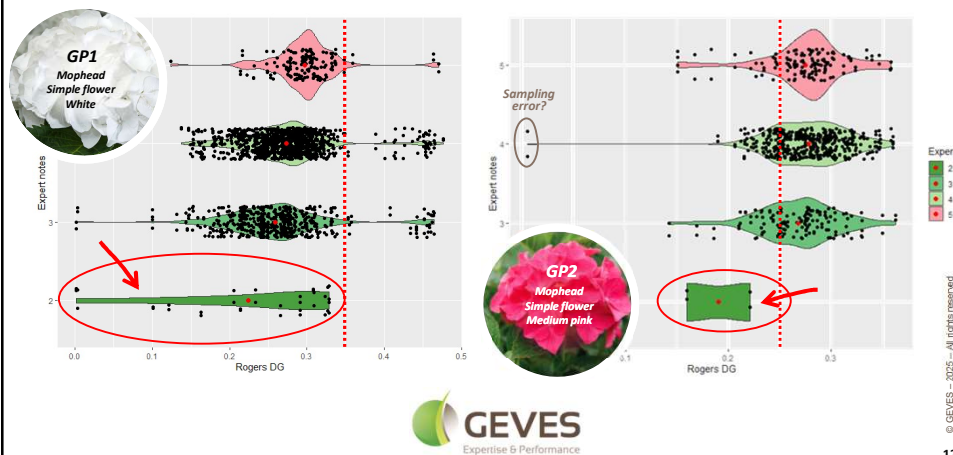 GP1
Mophead
Simple flower
White
Expert notes
3
2
0.0
0.1
0.2
0.3
0.4
0.5
Rogers DG
Sampling
error?
Expert notes
5
4
3
GP2
Mophead
Simple flower
Medium pink
0.1
0.2
0.3
Rogers DG
Exper
2
3
4
5
GEVES
Expertise & Performance
© GEVES – 2025 – All rights reserved